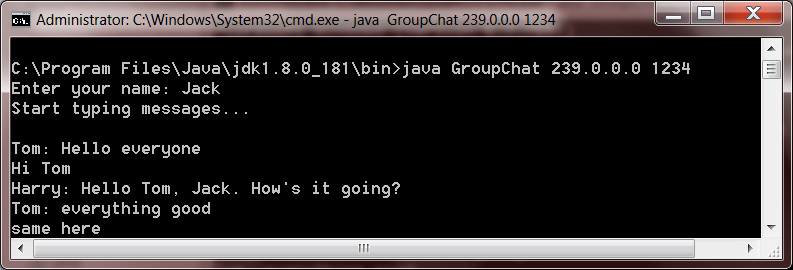 Administrator: C:\Windows\System32\cmd.exe - java  GroupChat 239.0.0.0 1234
C:\Program Files\Java\jdk1.8.0_181\bin>java GroupChat 239.0.0.0 1234
Enter your name: Jack
Start typing messages...
Tom: Hello everyone
Hi Tom
Harry: Hello Tom, Jack. How's it going?
Tom: everything good
same here